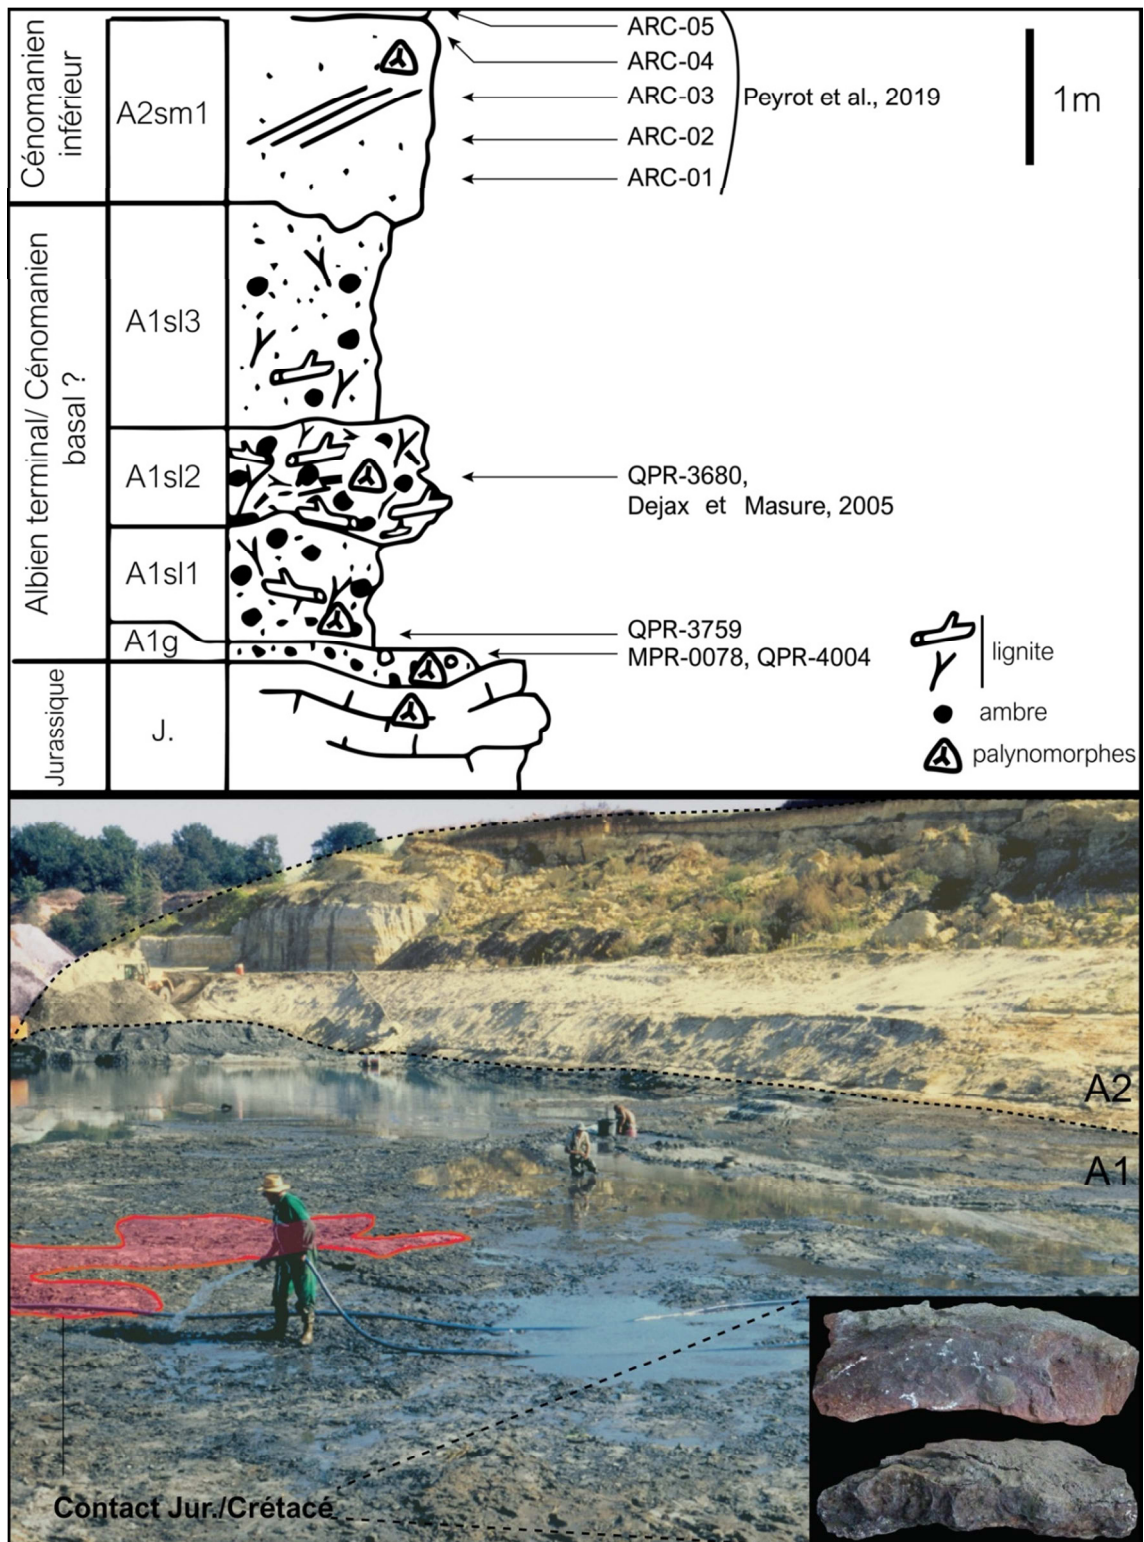 Cénomanien
inférieur
A2sm1
ARC-05
ARC-04
ARC-03
ARC-02
ARC-01
Peyrot et al., 2019
1m
Albien terminal/ Cénomanien
basal ?
A1sl3
A1sl2
QPR-3680,
Dejax et Masure, 2005
A1sl1
A1g
QPR-3759
MPR-0078, QPR-4004
Jurassique
J.
lignite
ambre
palynomorphes
A2
A1
Contact Jur./Crétacé